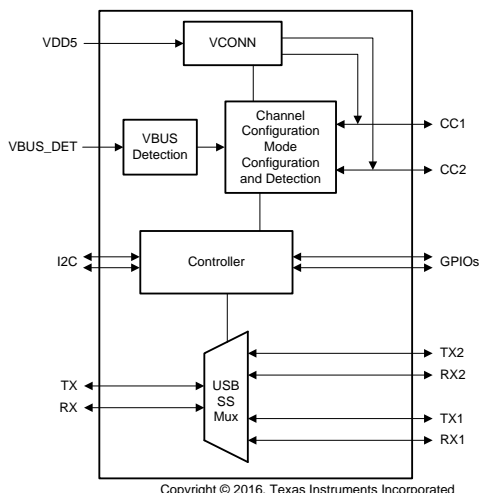 VDD5
VCONN
Channel
Configuration
Mode
Configuration
and Detection
CC1
VBUS_DET
VBUS
Detection
CC2
I2C
Controller
GPIOs
TX2
RX2
TX
RX
USB
SS
Mux
TX1
RX1
Copyright © 2016, Texas Instruments Incorporated